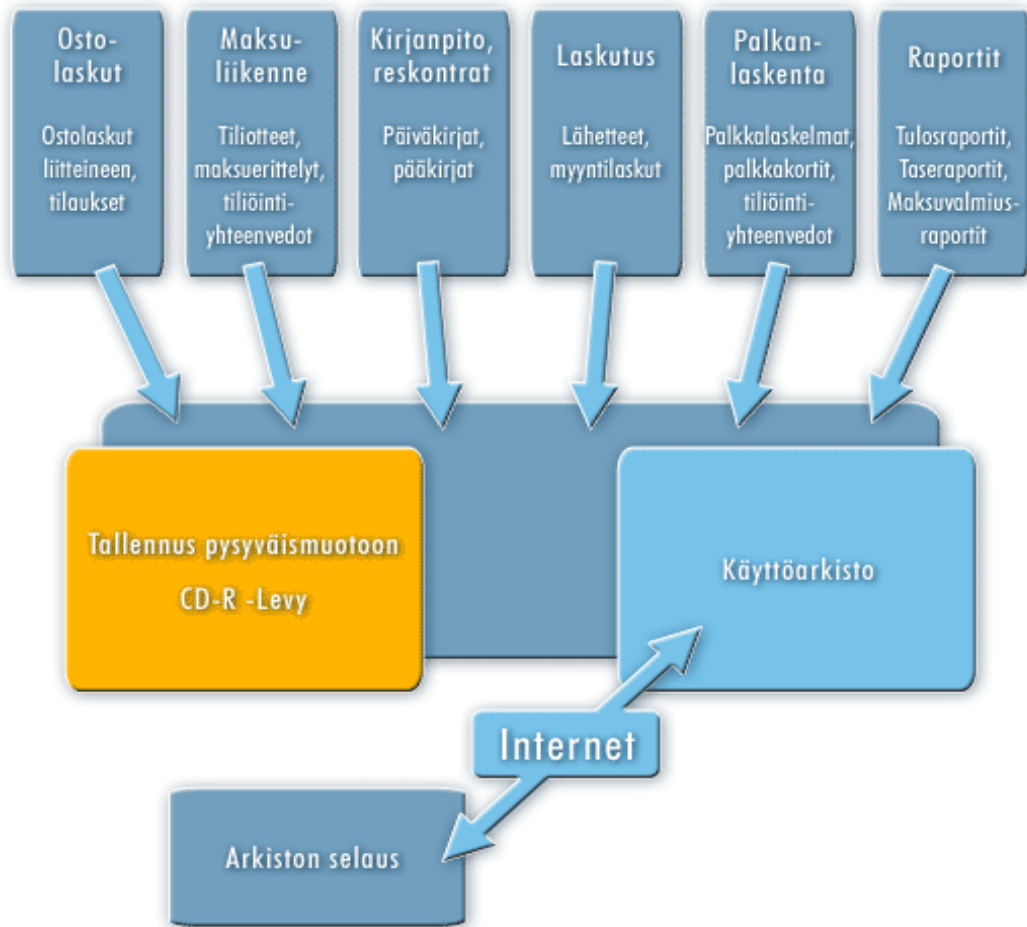 Osto-
laskut
Ostolaskut
liitteineen,
tilaukset
Maksu-
liikenne
Tiliotteet,
maksuerittelyt,
tiliöinti-
yhteenvedot
Kirjanpito,
reskontrat
Päiväkirjat,
pääkirjat
Laskutus
Lähetteet,
myyntilaskut
Palkan-
laskenta
Palkkalaskelmat,
palkkakortit,
tiliöinti-
yhteenvedot
Raportit
Tulosraportit,
Taseraportit,
Maksuvalmius-
raportit
Tallennus pysyväismuotoon
CD-R -Levy
Käyttöarkisto
Internet
Arkiston selaus